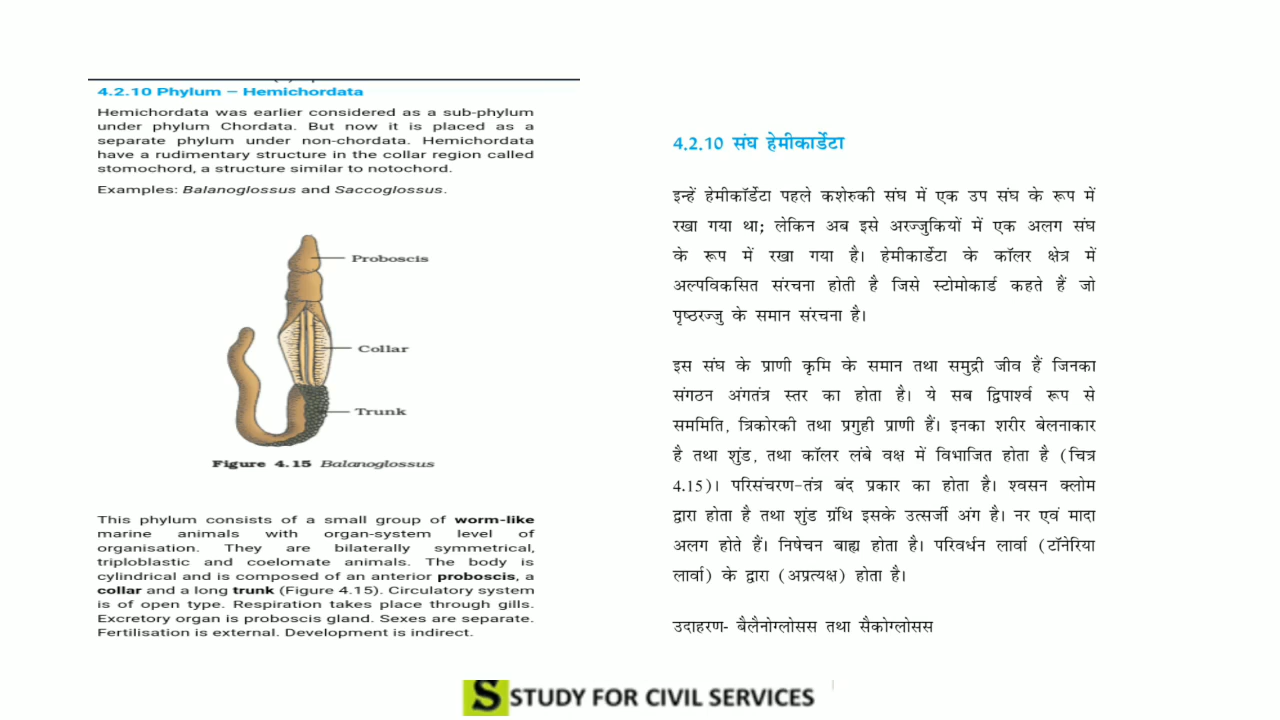 4.2.10 Phylum – Hemichordata
Hemichordata was earlier considered as a sub-phylum
under phylum Chordata. But now it is placed as a
separate phylum under non-chordata. Hemichordata
have a rudimentary structure in the collar region called
stomochord, a structure similar to notochord.
Examples: Balanoglossus and Saccoglossus.
Proboscis
Collar
Trunk
Figure 4.15 Balanoglossus
This phylum consists of a small group of worm-like
marine animals with organ-system level of
organisation. They are bilaterally symmetrical,
triploblastic and coelomate animals. The body is
cylindrical and is composed of an anterior proboscis, a
collar and a long trunk (Figure 4.15). Circulatory system
is of open type. Respiration takes place through gills.
Excretory organ is proboscis gland. Sexes are separate.
Fertilisation is external. Development is indirect.
4.2.10 संघ हेमीकार्डेटा
इन्हें हेमीकॉर्डेटा पहले कशेरुकी संघ में एक उप संघ के रूप में
रखा गया था; लेकिन अब इसे अरज्जुकियों में एक अलग संघ
के रूप में रखा गया है। हेमीकार्डेटा के कॉलर क्षेत्र में
अल्पविकसित संरचना होती है जिसे स्टोमोकार्ड कहते हैं जो
पृष्ठरज्जु के समान संरचना है।
इस संघ के प्राणी कृमि के समान तथा समुद्री जीव हैं जिनका
संगठन अंगतंत्र स्तर का होता है। ये सब द्विपार्श्व रूप से
सममिति, त्रिकोरकी तथा प्रगुही प्राणी हैं। इनका शरीर बेलनाकार
है तथा शुंड, तथा कॉलर लंबे वक्ष में विभाजित होता है (चित्र
4.15)। परिसंचरण-तंत्र बंद प्रकार का होता है। श्वसन क्लोम
द्वारा होता है तथा शुंड ग्रंथि इसके उत्सर्जी अंग है। नर एवं मादा
अलग होते हैं। निषेचन बाह्य होता है। परिवर्धन लार्वा (टॉनेरिया
लार्वा) के द्वारा (अप्रत्यक्ष) होता है।
उदाहरण- बैलैनोग्लोसस तथा सैकोग्लोसस
S STUDY FOR CIVIL SERVICES